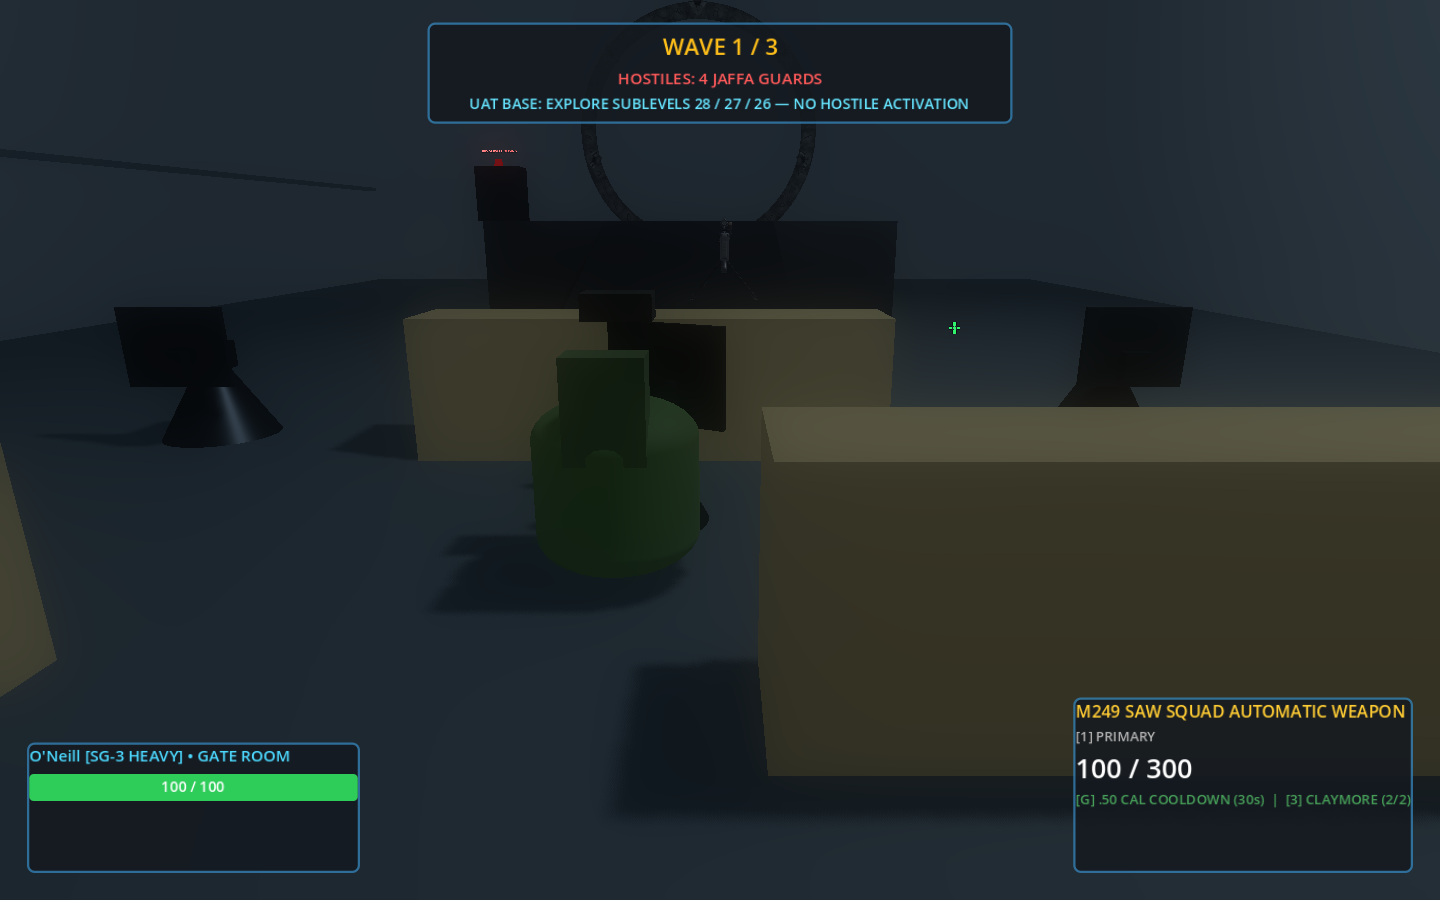 WAVE 1 / 3
HOSTILES: 4 JAFFA GUARDS
UAT BASE: EXPLORE SUBLEVELS 28 / 27 / 26 — NO HOSTILE ACTIVATION
O'Neill [SG-3 HEAVY] • GATE ROOM
100 / 100
M249 SAW SQUAD AUTOMATIC WEAPON
[1] PRIMARY
100 / 300
[G] .50 CAL COOLDOWN (30s) | [3] CLAYMORE (2/2)